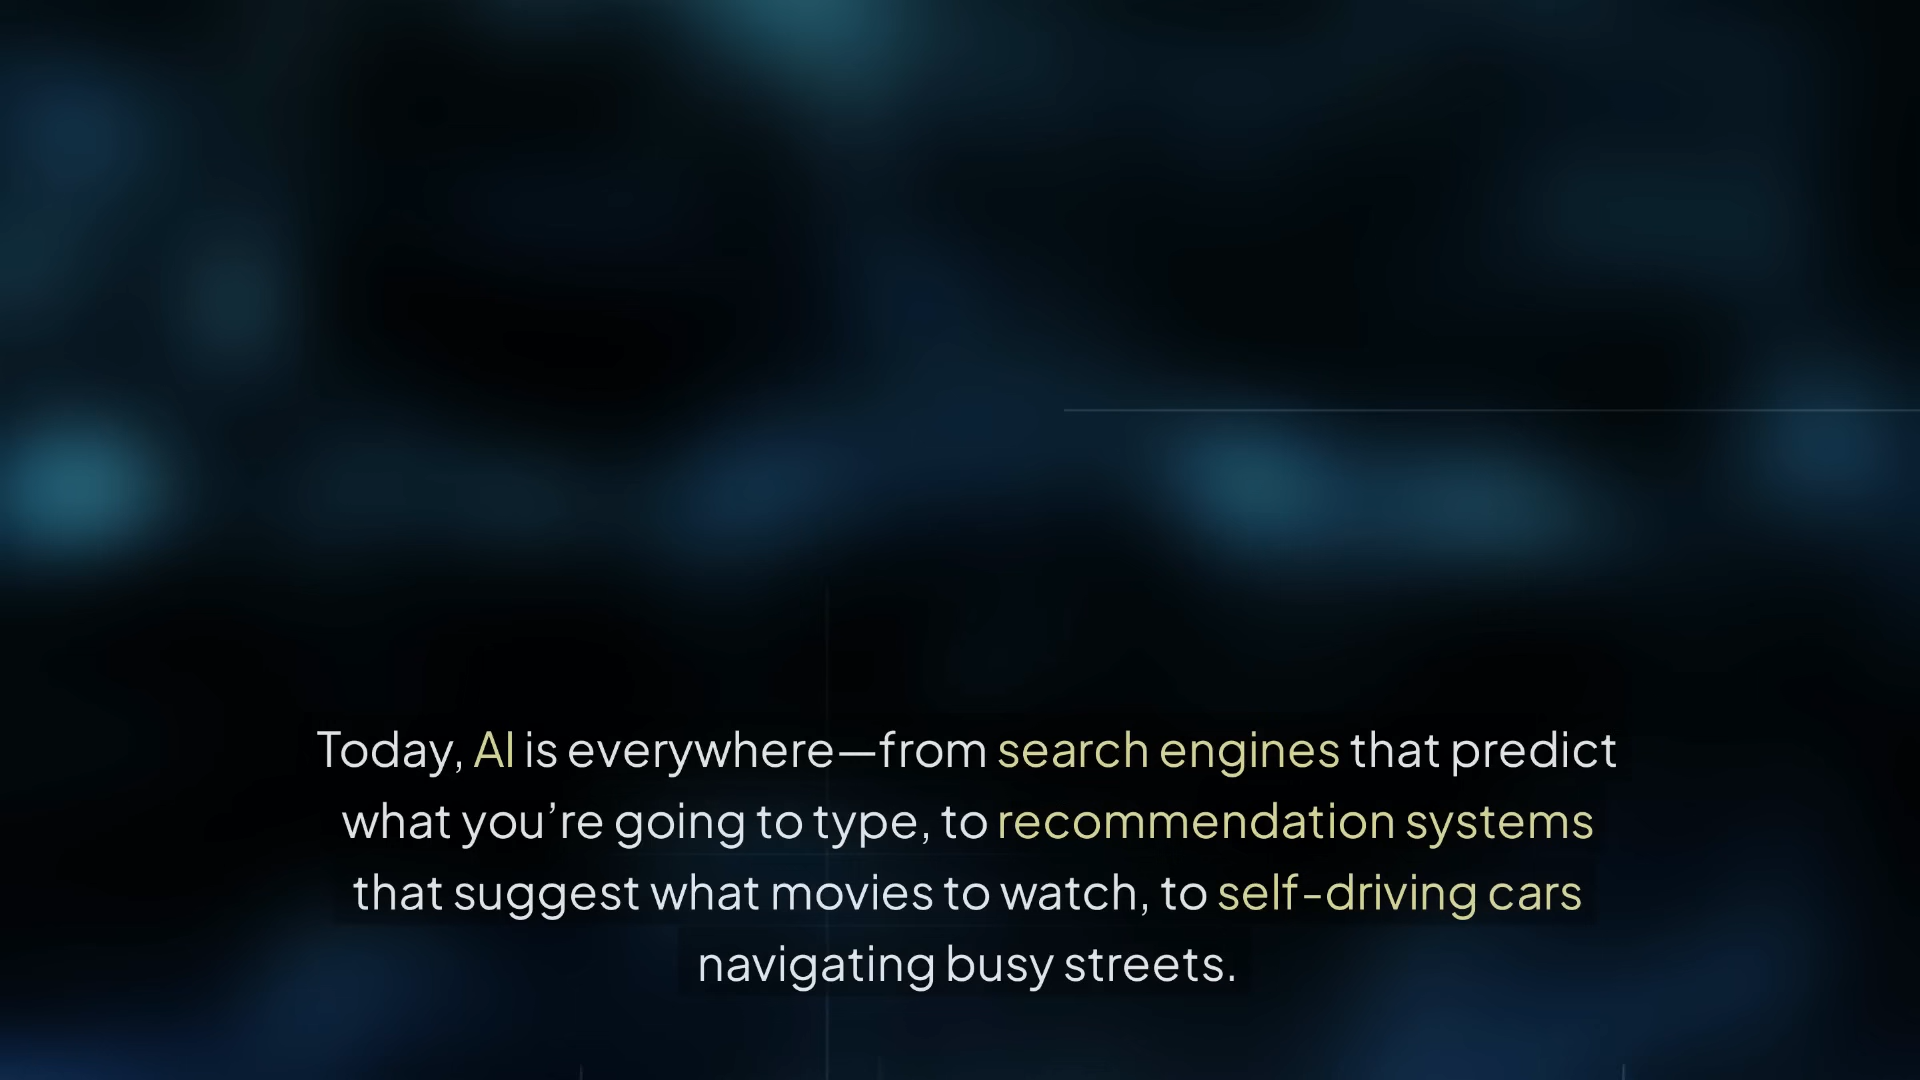 Today, AI is everywhere—from search engines that predict
what you’re going to type, to recommendation systems
that suggest what movies to watch, to self-driving cars
navigating busy streets.